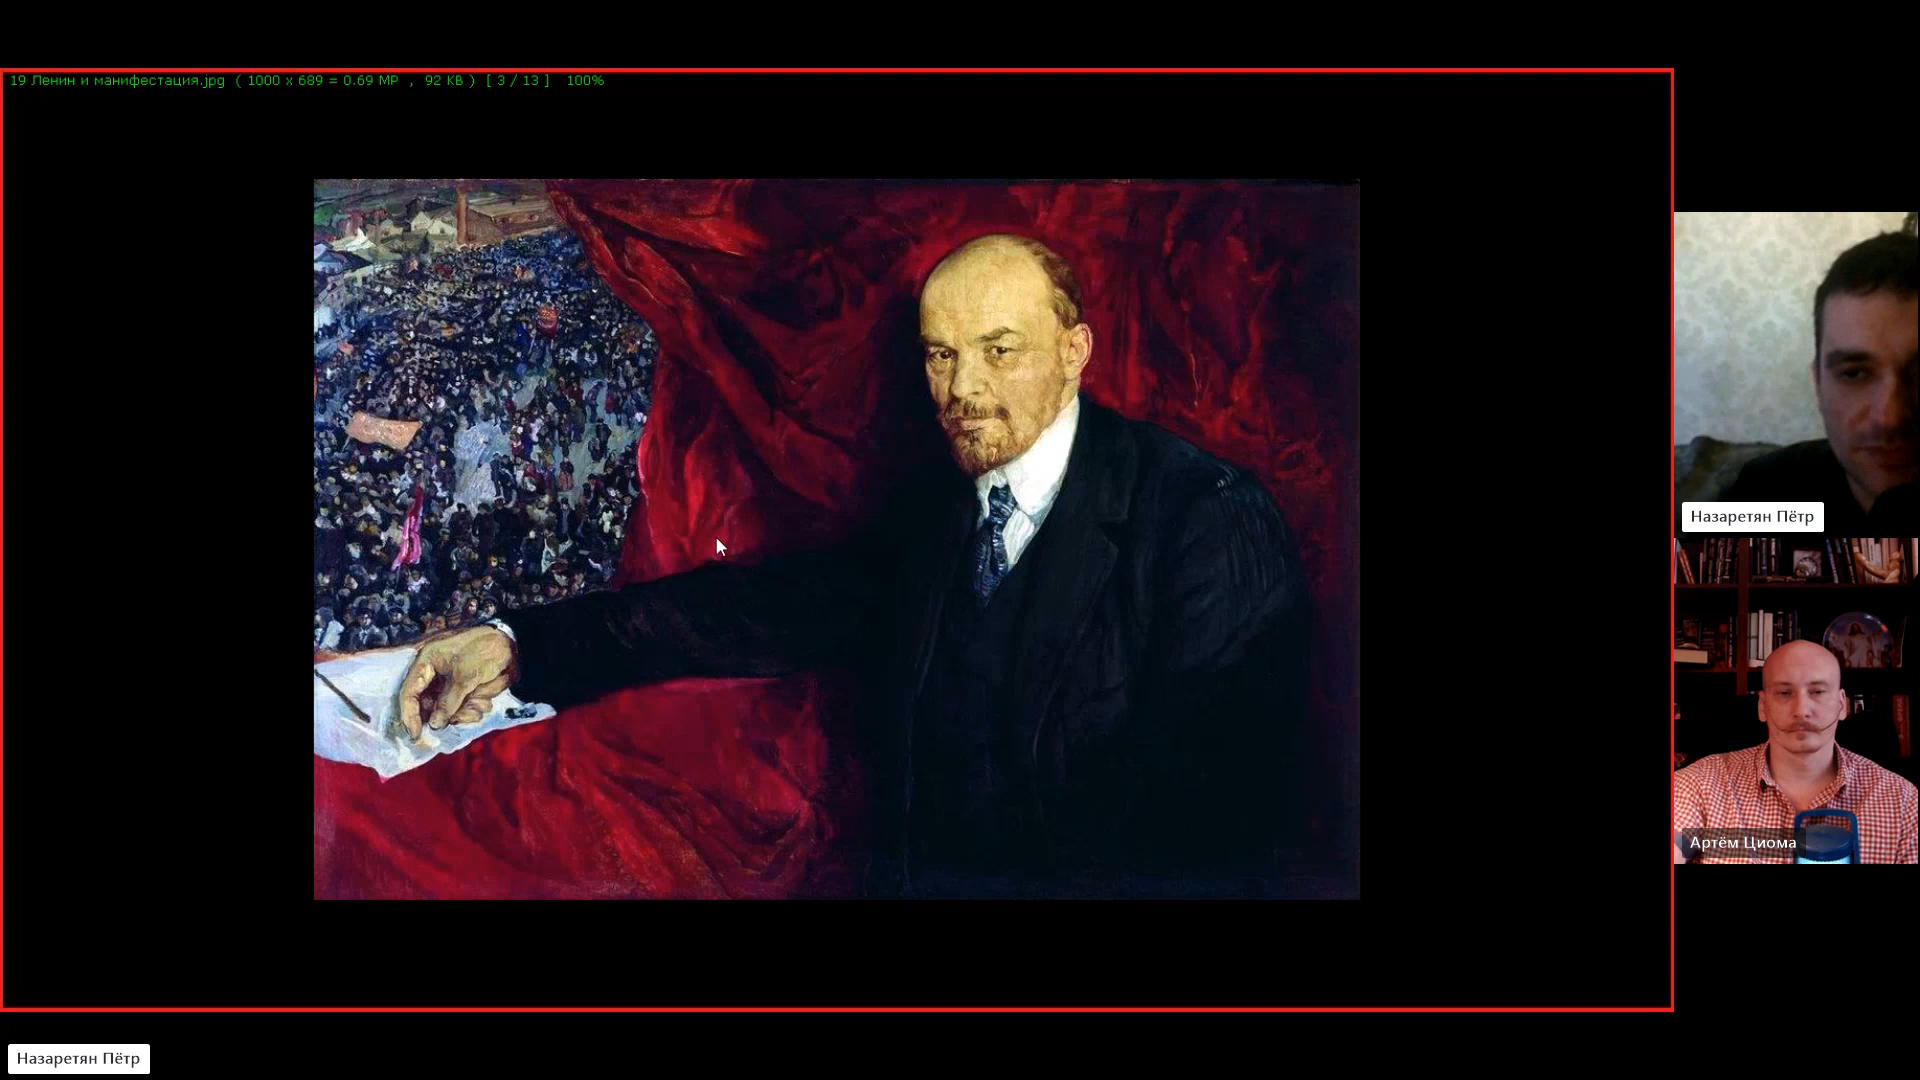 19 Ленин и манифестация.jpg ( 1000 x 689 = 0.69 MP , 92 KB ) [ 3 / 13 ] 100%
Назаретян Пётр
Артём Циома
Назаретян Пётр